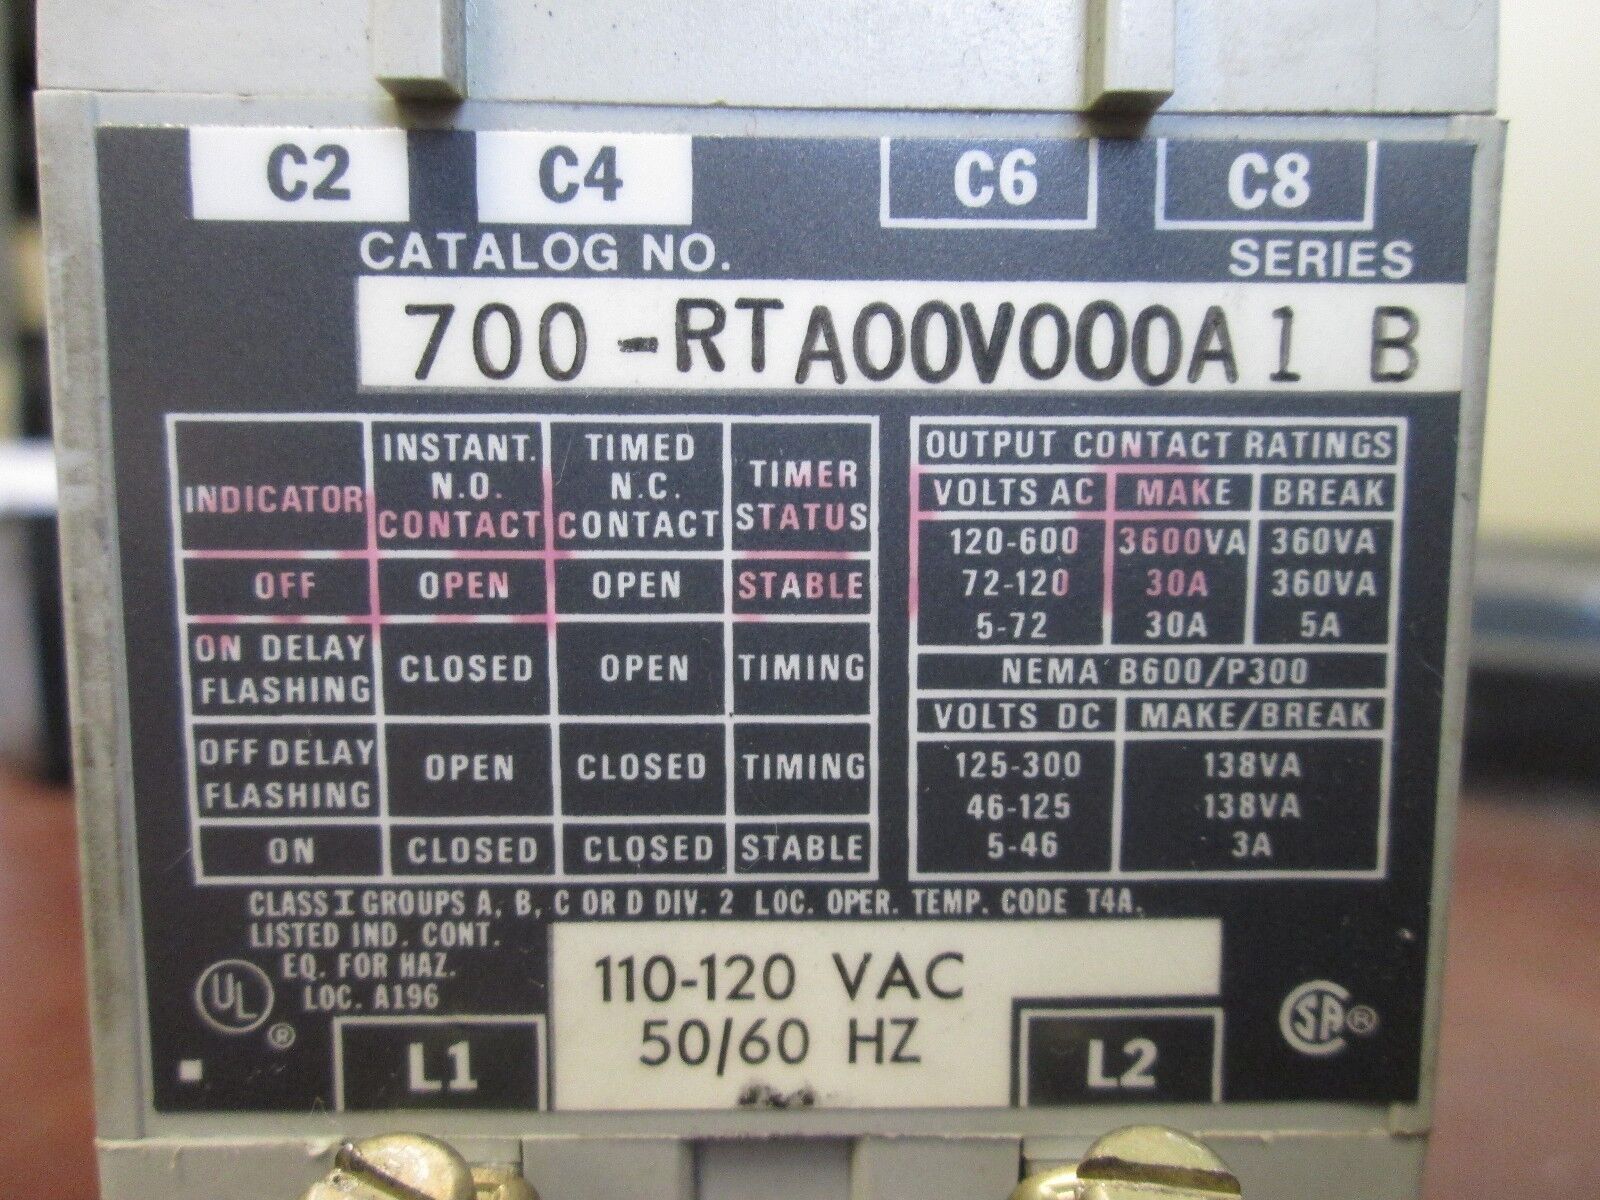 C2 C4 C6 C8
CATALOG NO. SERIES
700-RTA00V000A1 B
INDICATOR INSTANT. N.O. CONTACT TIMED N.C. CONTACT TIMER STATUS
OFF OPEN OPEN STABLE
ON DELAY FLASHING CLOSED OPEN TIMING
OFF DELAY FLASHING OPEN CLOSED TIMING
ON CLOSED CLOSED STABLE
OUTPUT CONTACT RATINGS
VOLTS AC MAKE BREAK
120-600 3600VA 360VA
72-120 30A 360VA
5-72 30A 5A
NEMA B600/P300
VOLTS DC MAKE/BREAK
125-300 138VA
46-125 138VA
5-46 3A
CLASS I GROUPS A, B, C OR D DIV. 2 LOC. OPER. TEMP. CODE T4A.
LISTED IND. CONT.
EQ. FOR HAZ.
LOC. A196
UL ®
110-120 VAC
50/60 HZ
CSA ®
L1 L2